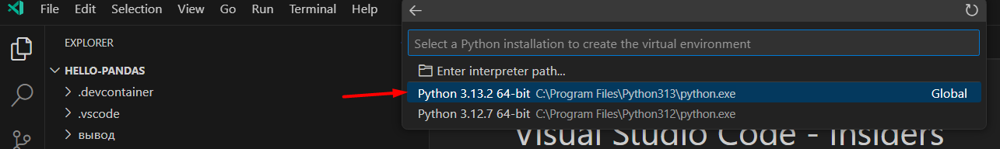 File Edit Selection View Go Run Terminal Help
EXPLORER
HELLO-PANDAS
.devcontainer
.vscode
вывод
Select a Python installation to create the virtual environment
Enter interpreter path...
Python 3.13.2 64-bit C:\Program Files\Python313\python.exe Global
Python 3.12.7 64-bit C:\Program Files\Python312\python.exe
Visual Studio Code - Insiders